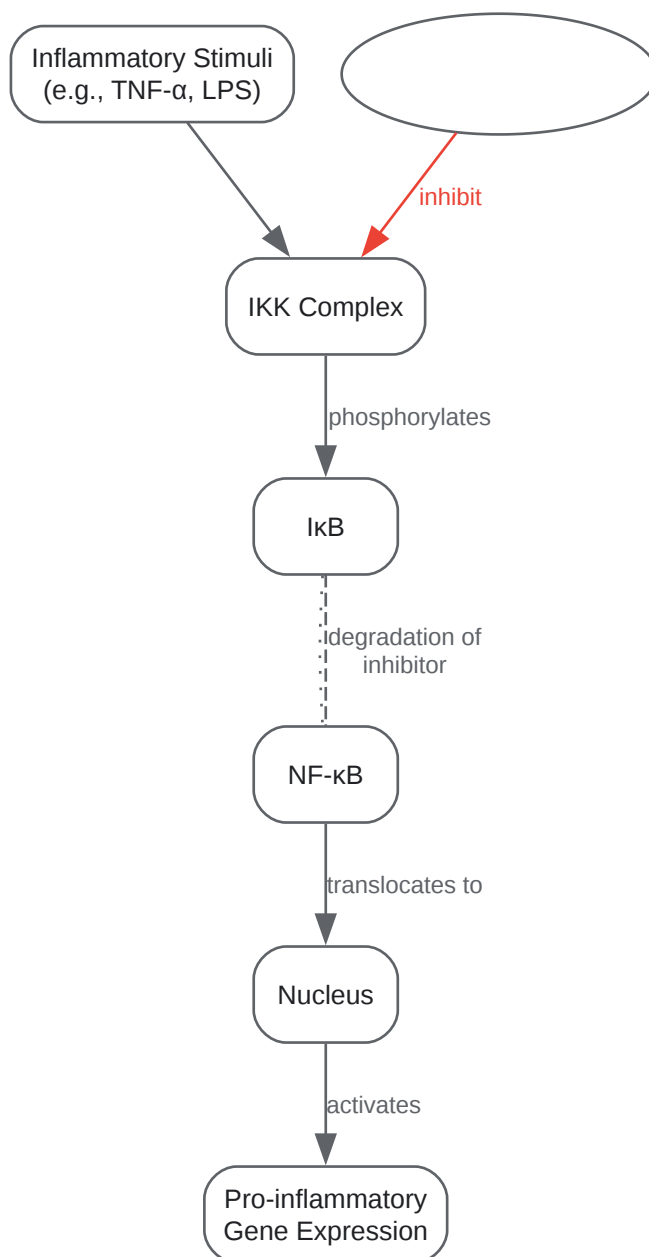 Inflammatory Stimuli
(e.g., TNF-α, LPS)
inhibit
IKK Complex
phosphorylates
IκB
degradation of
inhibitor
NF-κB
translocates to
Nucleus
activates
Pro-inflammatory
Gene Expression